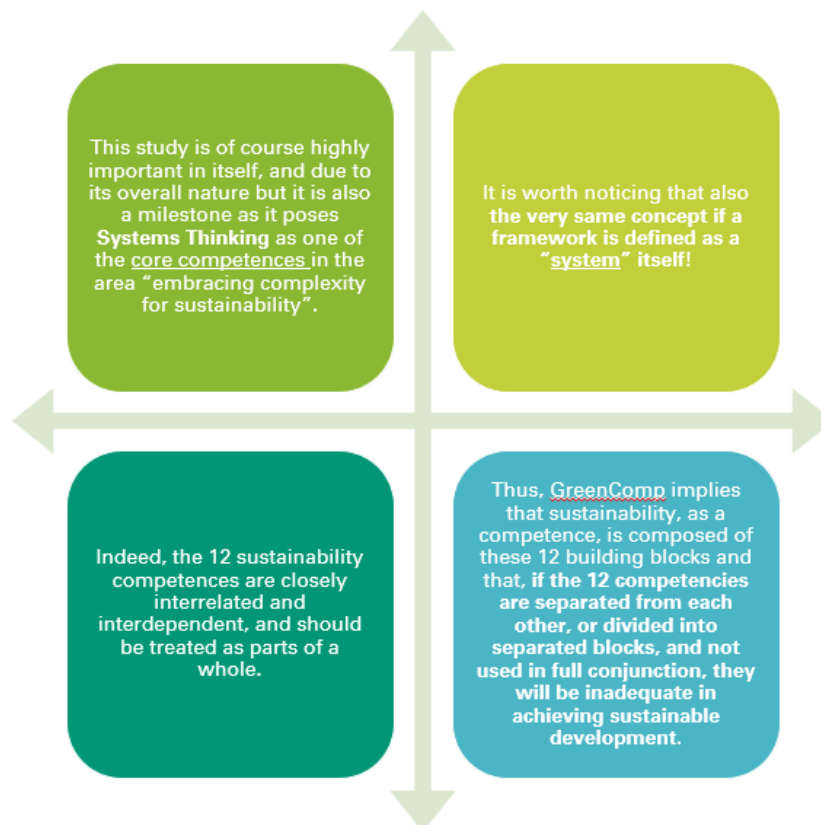 This study is of course highly
important in itself, and due to
its overall nature but it is also
a milestone as it poses
Systems Thinking as one of
the core competences in the
area “embracing complexity
for sustainability”.
It is worth noticing that also
the very same concept if a
framework is defined as a
“system” itself!
Indeed, the 12 sustainability
competences are closely
interrelated and
interdependent, and should
be treated as parts of a
whole.
Thus, GreenComp implies
that sustainability, as a
competence, is composed of
these 12 building blocks and
that, if the 12 competencies
are separated from each
other, or divided into
separated blocks, and not
used in full conjunction, they
will be inadequate in
achieving sustainable
development.